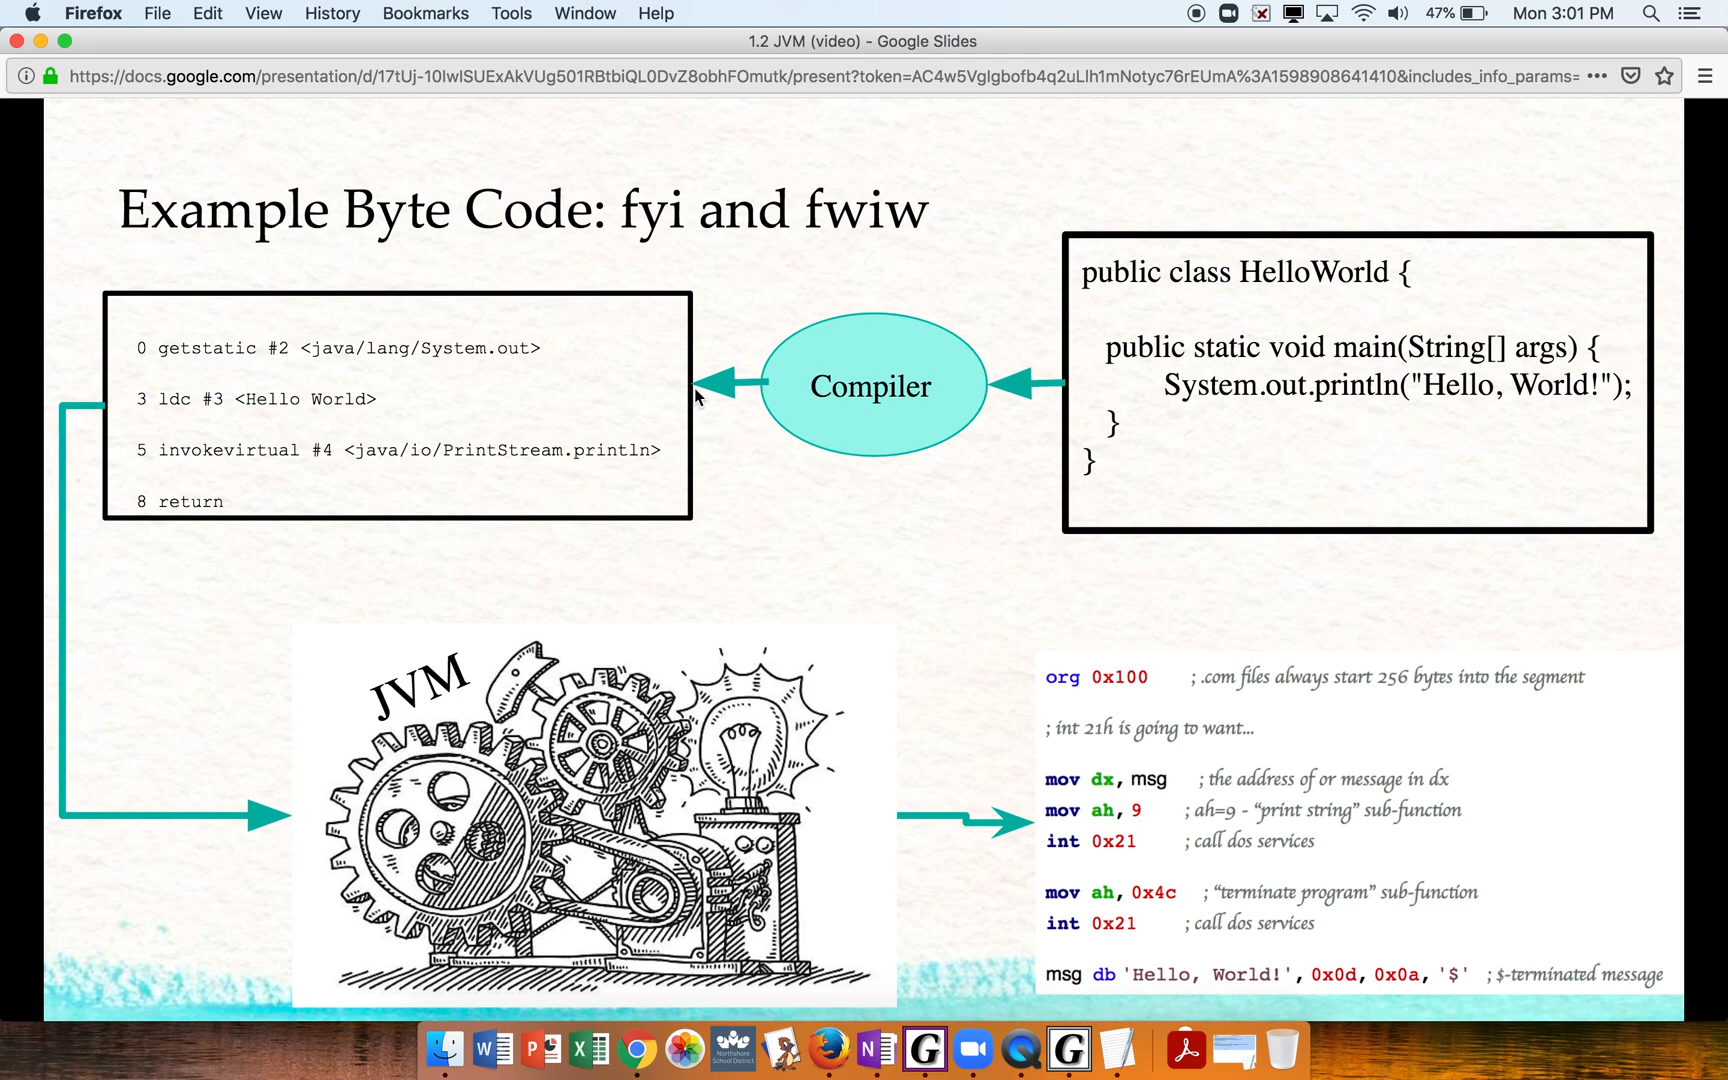 Firefox File Edit View History Bookmarks Tools Window Help 47% Mon 3:01 PM
1.2 JVM (video) - Google Slides
https://docs.google.com/presentation/d/17tUj-10IwlSUExAkVUg501RBtbiQL0DvZ8obhFOmutk/present?token=AC4w5VgIgbofb4q2uLlh1mNotyc76rEUmA%3A1598908641410&includes_info_params=
Example Byte Code: fyi and fwiw
0 getstatic #2 <java/lang/System.out>
3 ldc #3 <Hello World>
5 invokevirtual #4 <java/io/PrintStream.println>
8 return
Compiler
public class HelloWorld {
public static void main(String[] args) {
System.out.println("Hello, World!");
}
}
JVM
org 0x100 ; .com files always start 256 bytes into the segment
; int 21h is going to want...
mov dx, msg ; the address of or message in dx
mov ah, 9 ; ah=9 - “print string” sub-function
int 0x21 ; call dos services
mov ah, 0x4c ; “terminate program” sub-function
int 0x21 ; call dos services
msg db 'Hello, World!', 0x0d, 0x0a, '$' ; $-terminated message
Northshore
School District